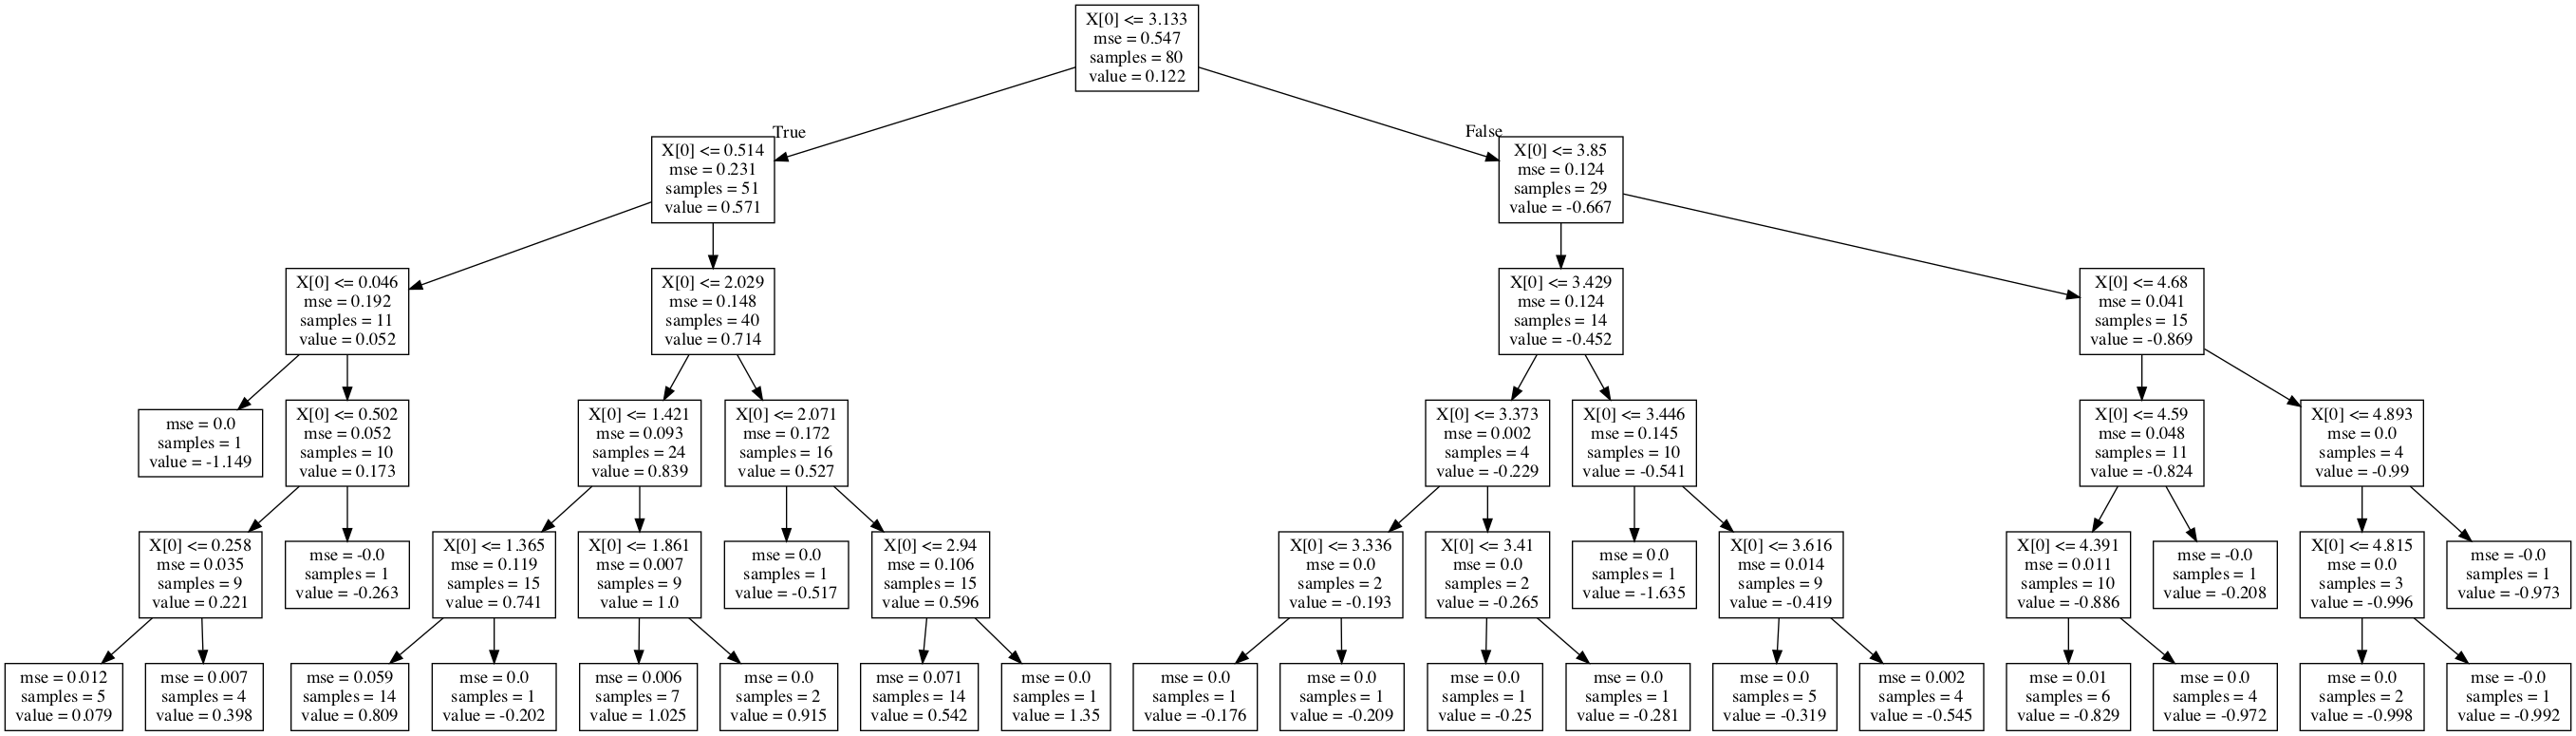 X[0] <= 3.133
mse = 0.547
samples = 80
value = 0.122
True
False
X[0] <= 0.514
mse = 0.231
samples = 51
value = 0.571
X[0] <= 3.85
mse = 0.124
samples = 29
value = -0.667
X[0] <= 0.046
mse = 0.192
samples = 11
value = 0.052
X[0] <= 2.029
mse = 0.148
samples = 40
value = 0.714
X[0] <= 3.429
mse = 0.124
samples = 14
value = -0.452
X[0] <= 4.68
mse = 0.041
samples = 15
value = -0.869
mse = 0.0
samples = 1
value = -1.149
X[0] <= 0.502
mse = 0.052
samples = 10
value = 0.173
X[0] <= 1.421
mse = 0.093
samples = 24
value = 0.839
X[0] <= 2.071
mse = 0.172
samples = 16
value = 0.527
X[0] <= 3.373
mse = 0.002
samples = 4
value = -0.229
X[0] <= 3.446
mse = 0.145
samples = 10
value = -0.541
X[0] <= 4.59
mse = 0.048
samples = 11
value = -0.824
X[0] <= 4.893
mse = 0.0
samples = 4
value = -0.99
X[0] <= 0.258
mse = 0.035
samples = 9
value = 0.221
mse = -0.0
samples = 1
value = -0.263
X[0] <= 1.365
mse = 0.119
samples = 15
value = 0.741
X[0] <= 1.861
mse = 0.007
samples = 9
value = 1.0
mse = 0.0
samples = 1
value = -0.517
X[0] <= 2.94
mse = 0.106
samples = 15
value = 0.596
X[0] <= 3.336
mse = 0.0
samples = 2
value = -0.193
X[0] <= 3.41
mse = 0.0
samples = 2
value = -0.265
mse = 0.0
samples = 1
value = -1.635
X[0] <= 3.616
mse = 0.014
samples = 9
value = -0.419
X[0] <= 4.391
mse = 0.011
samples = 10
value = -0.886
mse = -0.0
samples = 1
value = -0.208
X[0] <= 4.815
mse = 0.0
samples = 3
value = -0.996
mse = -0.0
samples = 1
value = -0.973
mse = 0.012
samples = 5
value = 0.079
mse = 0.007
samples = 4
value = 0.398
mse = 0.059
samples = 14
value = 0.809
mse = 0.0
samples = 1
value = -0.202
mse = 0.006
samples = 7
value = 1.025
mse = 0.0
samples = 2
value = 0.915
mse = 0.071
samples = 14
value = 0.542
mse = 0.0
samples = 1
value = 1.35
mse = 0.0
samples = 1
value = -0.176
mse = 0.0
samples = 1
value = -0.209
mse = 0.0
samples = 1
value = -0.25
mse = 0.0
samples = 1
value = -0.281
mse = 0.0
samples = 5
value = -0.319
mse = 0.002
samples = 4
value = -0.545
mse = 0.01
samples = 6
value = -0.829
mse = 0.0
samples = 4
value = -0.972
mse = 0.0
samples = 2
value = -0.998
mse = -0.0
samples = 1
value = -0.992